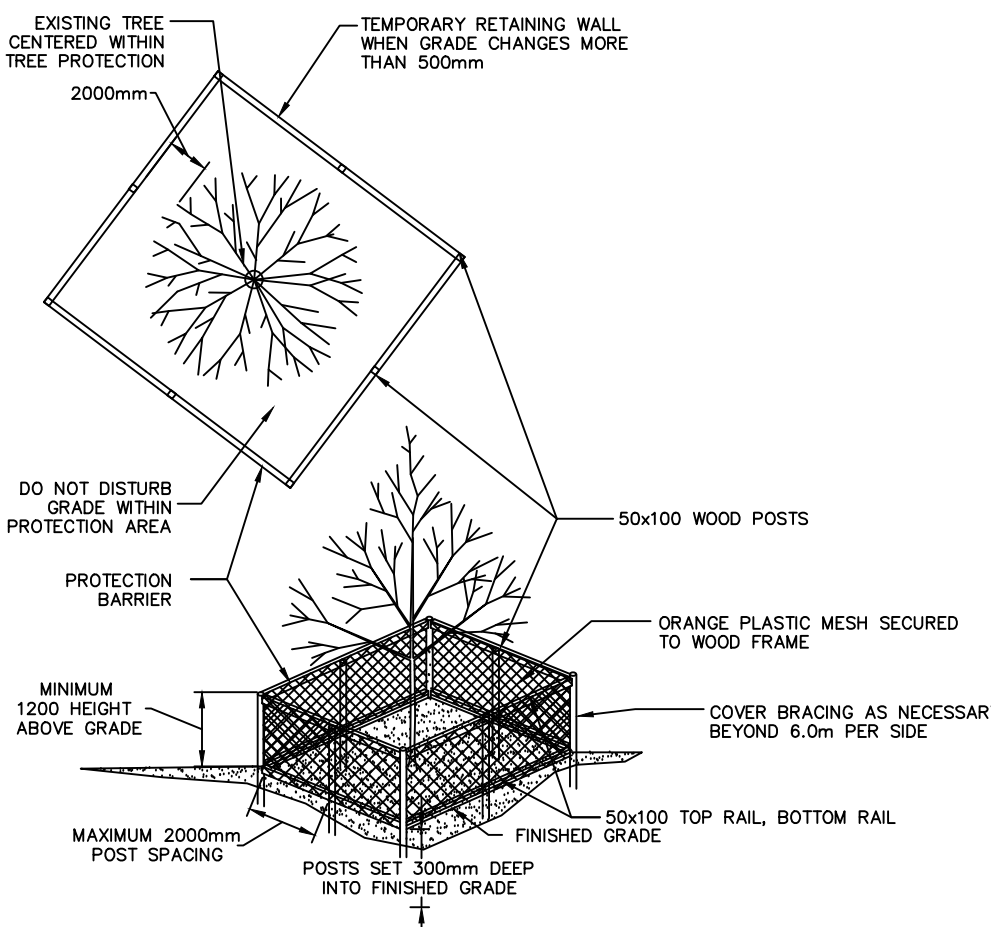 EXISTING TREE
CENTERED WITHIN
TREE PROTECTION
TEMPORARY RETAINING WALL
WHEN GRADE CHANGES MORE
THAN 500mm
2000mm
DO NOT DISTURB
GRADE WITHIN
PROTECTION AREA
50x100 WOOD POSTS
PROTECTION
BARRIER
ORANGE PLASTIC MESH SECURED
TO WOOD FRAME
MINIMUM
1200 HEIGHT
ABOVE GRADE
COVER BRACING AS NECESSAR
BEYOND 6.0m PER SIDE
50x100 TOP RAIL, BOTTOM RAIL
FINISHED GRADE
MAXIMUM 2000mm
POST SPACING
POSTS SET 300mm DEEP
INTO FINISHED GRADE